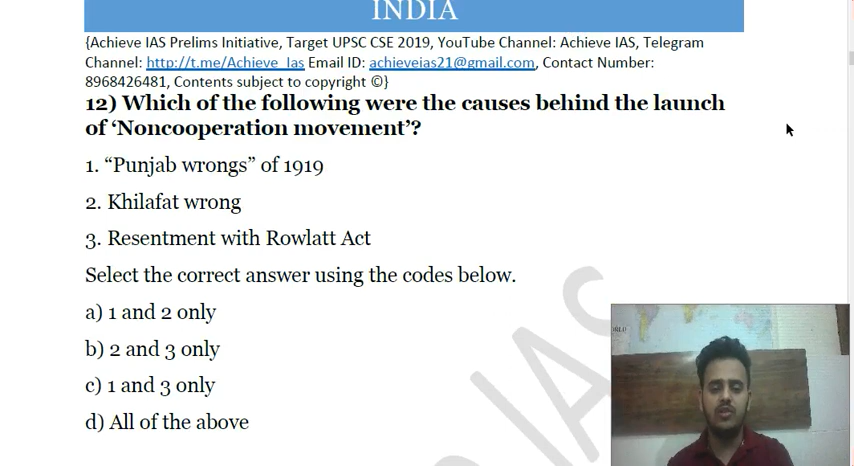 INDIA
{Achieve IAS Prelims Initiative, Target UPSC CSE 2019, YouTube Channel: Achieve IAS, Telegram
Channel: http://t.me/Achieve_Ias Email ID: achieveias21@gmail.com, Contact Number:
8968426481, Contents subject to copyright ©}
12) Which of the following were the causes behind the launch
of ‘Noncooperation movement’?
1. “Punjab wrongs” of 1919
2. Khilafat wrong
3. Resentment with Rowlatt Act
Select the correct answer using the codes below.
a) 1 and 2 only
b) 2 and 3 only
c) 1 and 3 only
d) All of the above
IAS